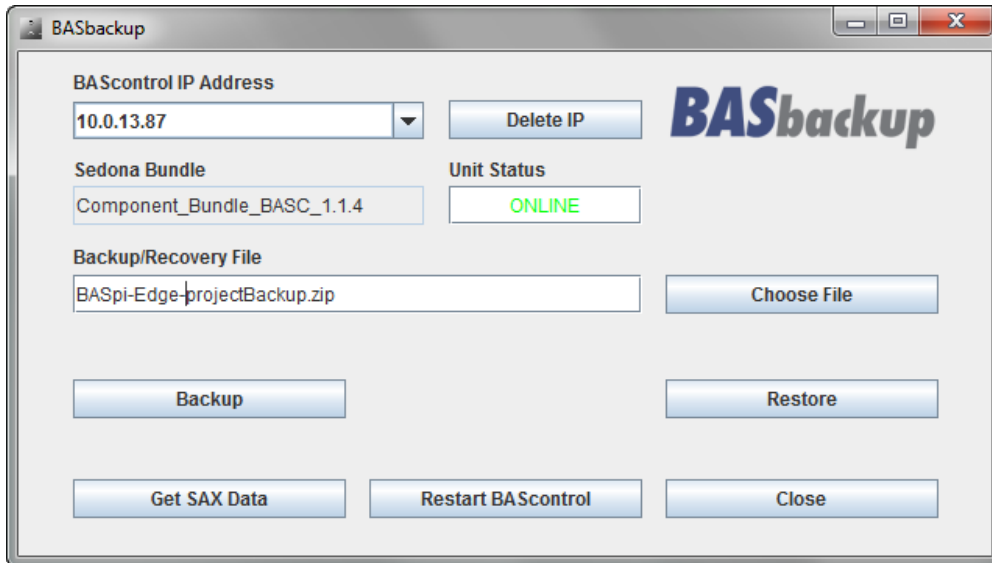 BASbackup
BAScontrol IP Address
10.0.13.87
Delete IP
BASbackup
Sedona Bundle
Unit Status
Component_Bundle_BASC_1.1.4
ONLINE
Backup/Recovery File
BASpi-Edge-projectBackup.zip
Choose File
Backup
Restore
Get SAX Data
Restart BAScontrol
Close